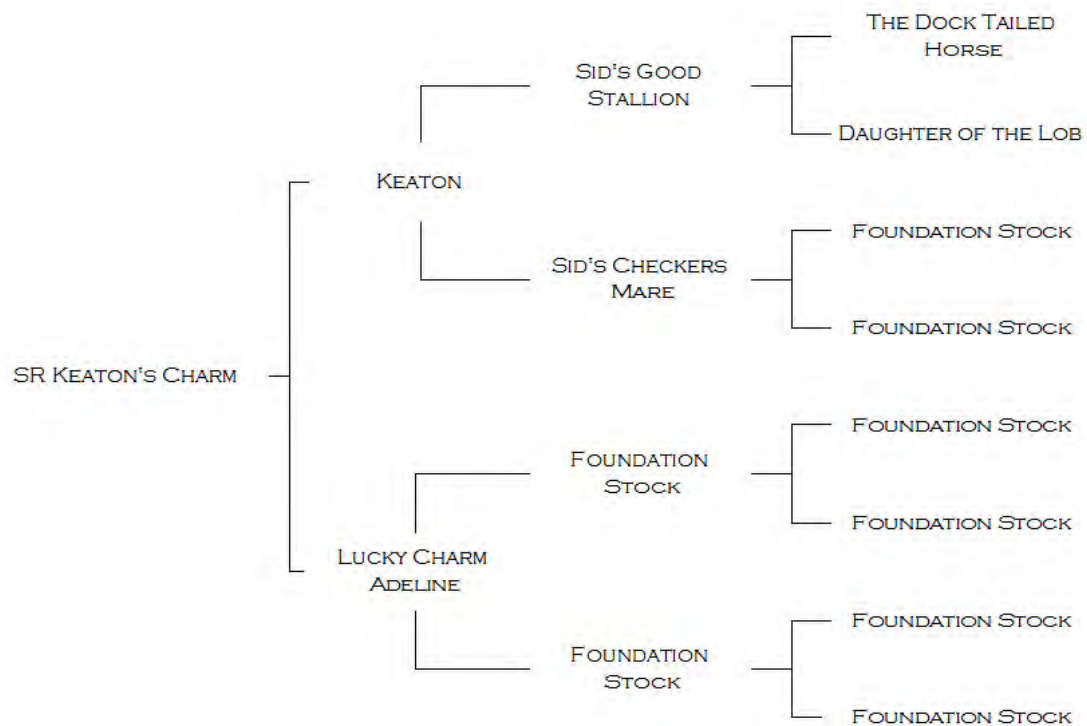 The Dock Tailed
Horse
Sid's Good
Stallion
Daughter of the Lob
Keaton
Foundation Stock
Sid's Checkers
Mare
Foundation Stock
SR Keaton's Charm
Foundation Stock
Foundation
Stock
Foundation Stock
Lucky Charm
Adeline
Foundation Stock
Foundation
Stock
Foundation Stock